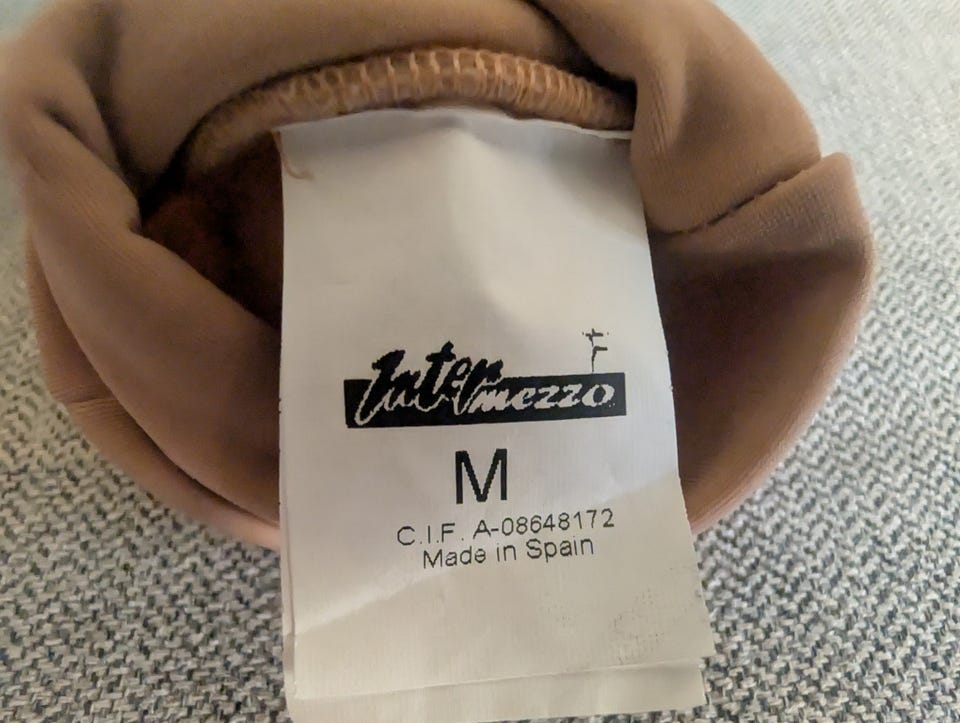 Intermezzo
M
C.I.F. A-08648172
Made in Spain